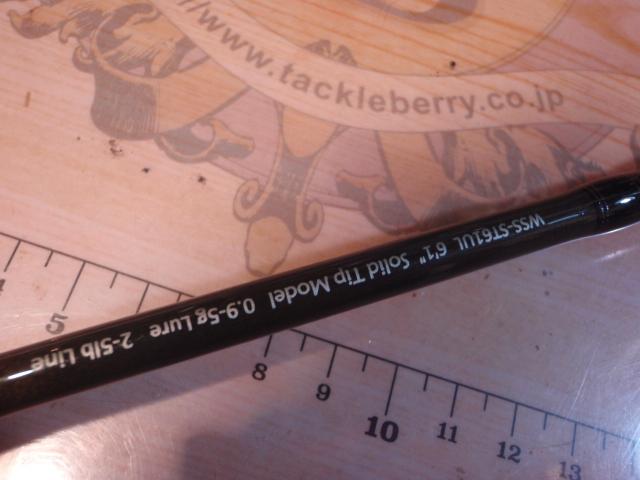 //www.tackleberry.co.jp
WSS-ST61UL 6'1" Solid Tip Model 0.9-5g Lure 2-5lb Line
4 5 8 9 10 11 12 13